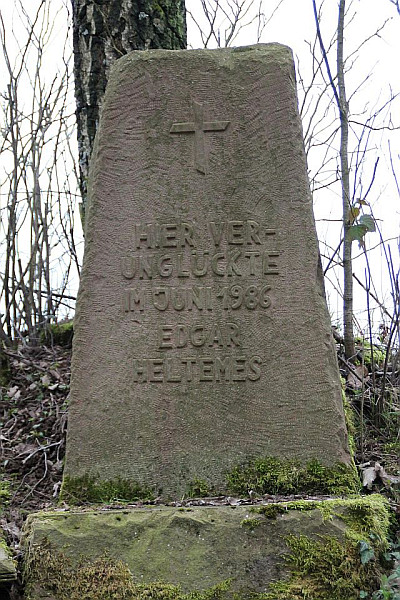 HIER VER-
UNGLÜCKTE
IM JUNI 1986
EDGAR
HELTEMES